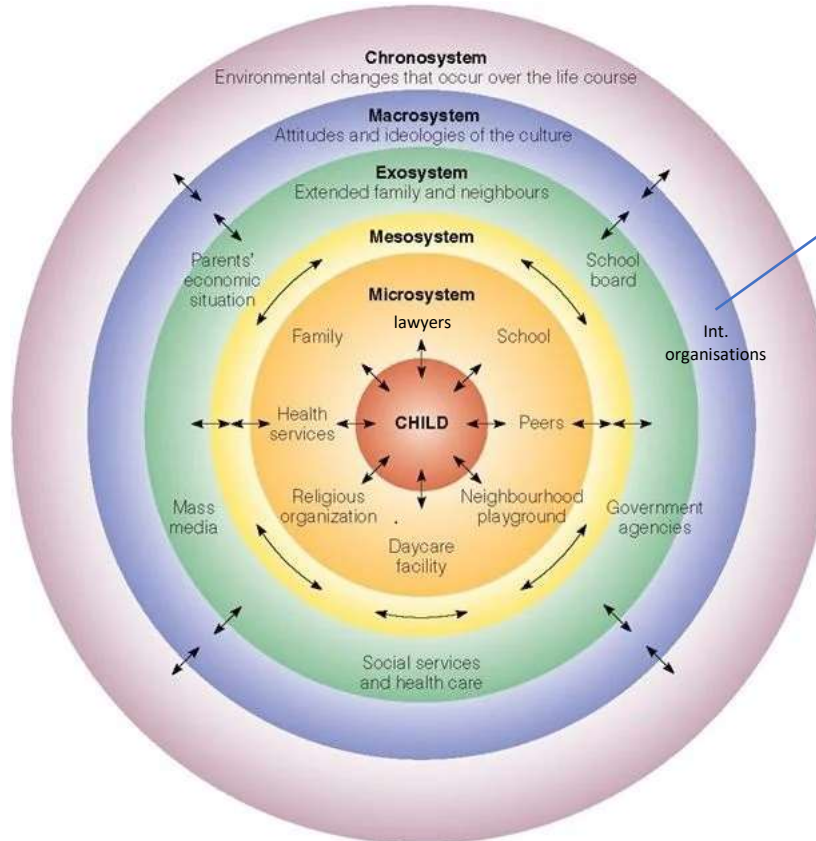 Chronosystem
Environmental changes that occur over the life course
Macrosystem
Attitudes and ideologies of the culture
Exosystem
Extended family and neighbours
Mesosystem
Parents'
economic
situation
School
board
Microsystem
lawyers
Family
School
Int.
organisations
Health
services
CHILD
Peers
Religious
organization
Neighbourhood
playground
Mass
media
Government
agencies
Daycare
facility
Social services
and health care